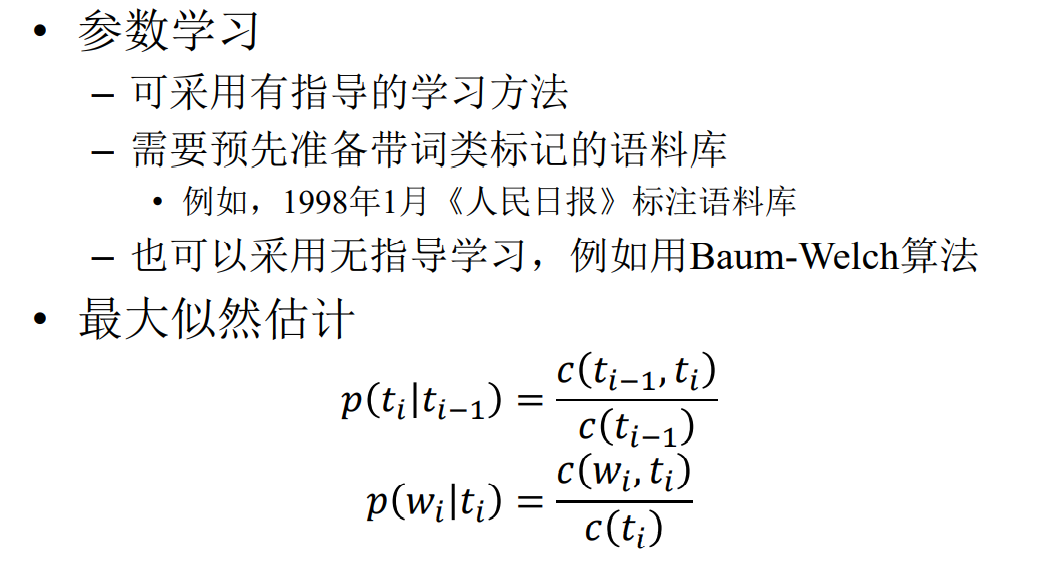 • 参数学习
– 可采用有指导的学习方法
– 需要预先准备带词类标记的语料库
• 例如，1998年1月《人民日报》标注语料库
– 也可以采用无指导学习，例如用Baum-Welch算法
• 最大似然估计
p(t_i|t_{i−1}) = c(t_{i−1}, t_i) / c(t_{i−1})
p(w_i|t_i) = c(w_i, t_i) / c(t_i)